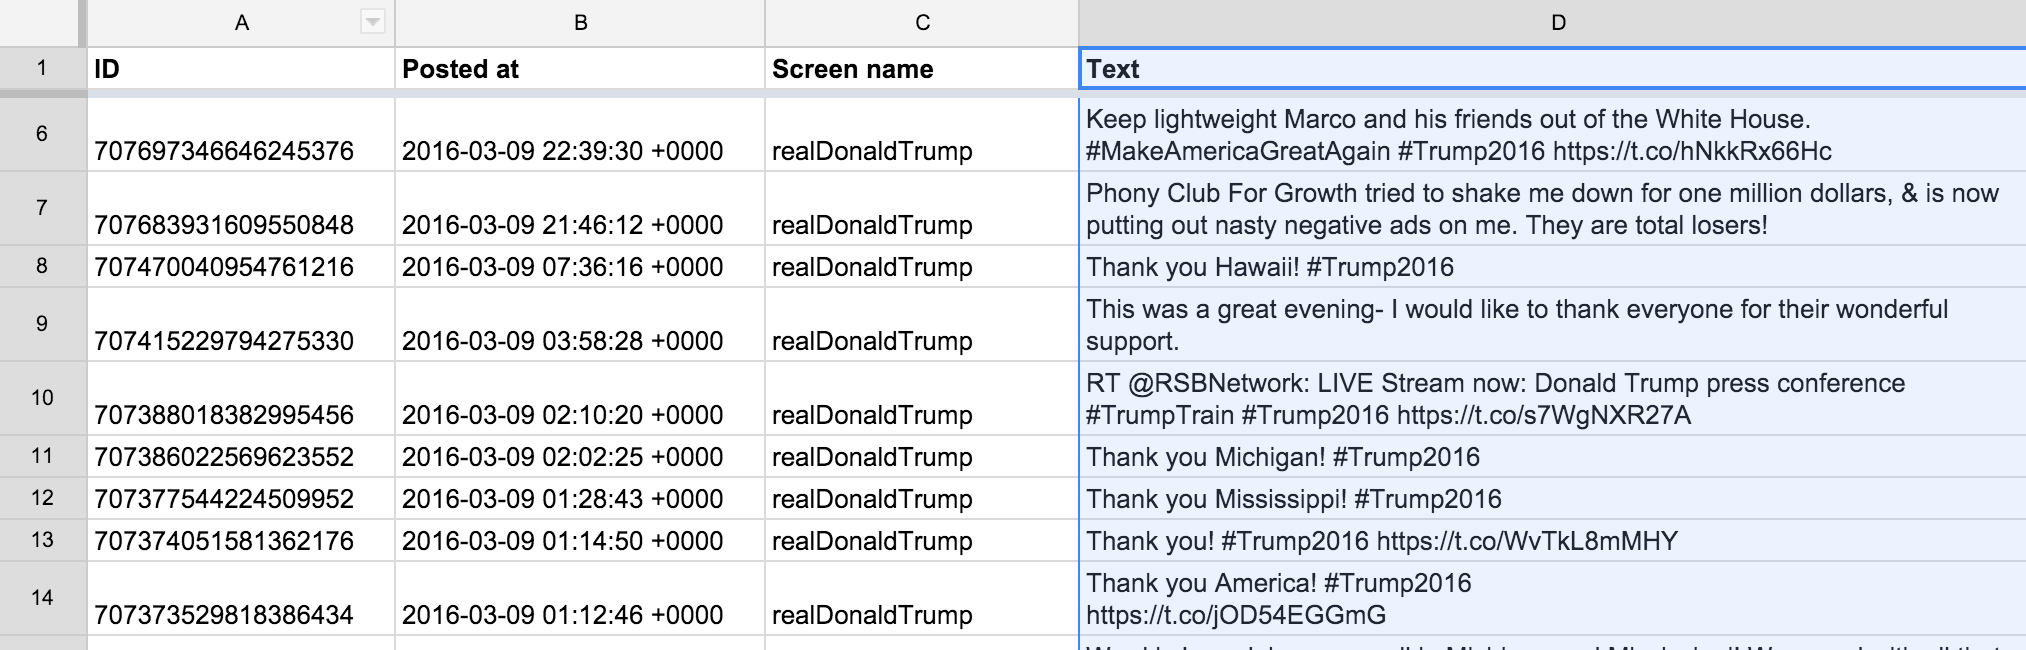 A B C D
1 ID Posted at Screen name Text
Keep lightweight Marco and his friends out of the White House.
6 707697346646245376 2016-03-09 22:39:30 +0000 realDonaldTrump #MakeAmericaGreatAgain #Trump2016 https://t.co/hNkkRx66Hc
Phony Club For Growth tried to shake me down for one million dollars, & is now
7 707683931609550848 2016-03-09 21:46:12 +0000 realDonaldTrump putting out nasty negative ads on me. They are total losers!
8 707470040954761216 2016-03-09 07:36:16 +0000 realDonaldTrump Thank you Hawaii! #Trump2016
This was a great evening- I would like to thank everyone for their wonderful
9 707415229794275330 2016-03-09 03:58:28 +0000 realDonaldTrump support.
RT @RSBNetwork: LIVE Stream now: Donald Trump press conference
10 707388018382995456 2016-03-09 02:10:20 +0000 realDonaldTrump #TrumpTrain #Trump2016 https://t.co/s7WgNXR27A
11 707386022569623552 2016-03-09 02:02:25 +0000 realDonaldTrump Thank you Michigan! #Trump2016
12 707377544224509952 2016-03-09 01:28:43 +0000 realDonaldTrump Thank you Mississippi! #Trump2016
13 707374051581362176 2016-03-09 01:14:50 +0000 realDonaldTrump Thank you! #Trump2016 https://t.co/WvTkL8mMHY
Thank you America! #Trump2016
14 707373529818386434 2016-03-09 01:12:46 +0000 realDonaldTrump https://t.co/jOD54EGGmG